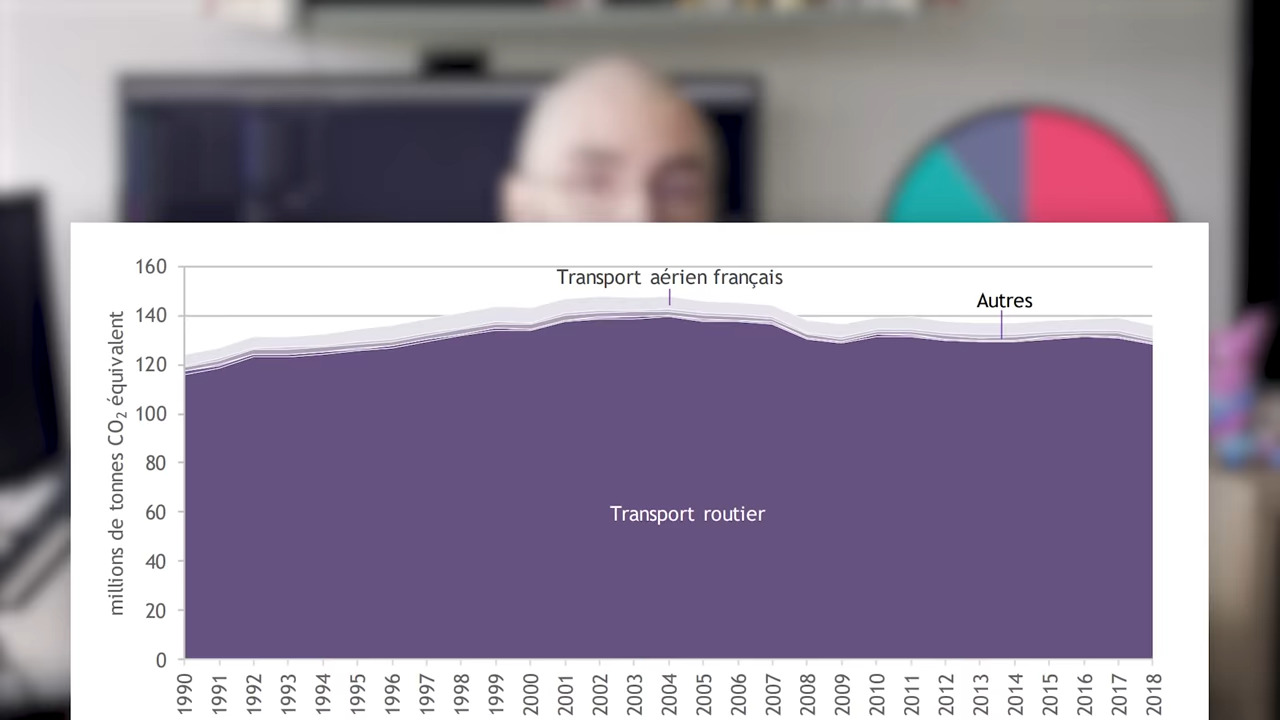 160
Transport aérien français
Autres
140
120
100
80
60
40
20
0
millions de tonnes CO₂ équivalent
Transport routier
1990 1991 1992 1993 1994 1995 1996 1997 1998 1999 2000 2001 2002 2003 2004 2005 2006 2007 2008 2009 2010 2011 2012 2013 2014 2015 2016 2017 2018